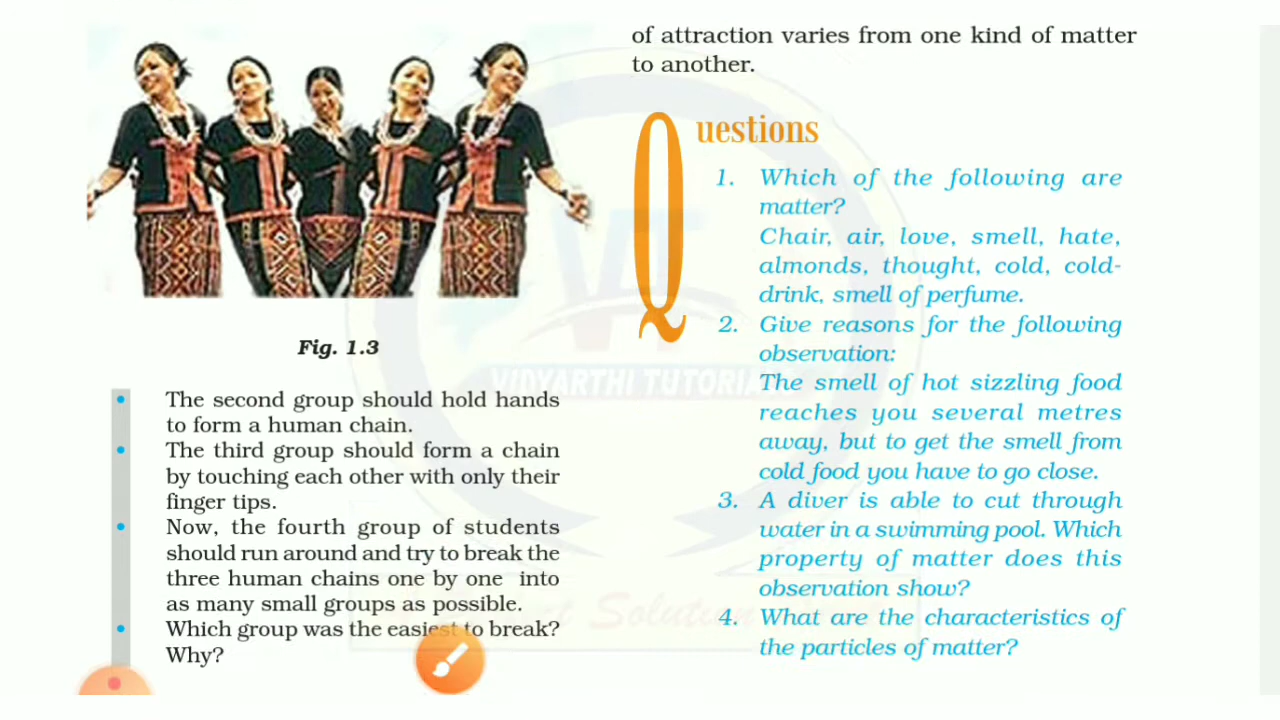 Fig. 1.3
The second group should hold hands
to form a human chain.
The third group should form a chain
by touching each other with only their
finger tips.
Now, the fourth group of students
should run around and try to break the
three human chains one by one into
as many small groups as possible.
Which group was the easiest to break?
Why?
of attraction varies from one kind of matter
to another.
Questions
1. Which of the following are
matter?
Chair, air, love, smell, hate,
almonds, thought, cold, cold-
drink, smell of perfume.
2. Give reasons for the following
observation:
The smell of hot sizzling food
reaches you several metres
away, but to get the smell from
cold food you have to go close.
3. A diver is able to cut through
water in a swimming pool. Which
property of matter does this
observation show?
4. What are the characteristics of
the particles of matter?
VIDYARTHI TUTORIALS